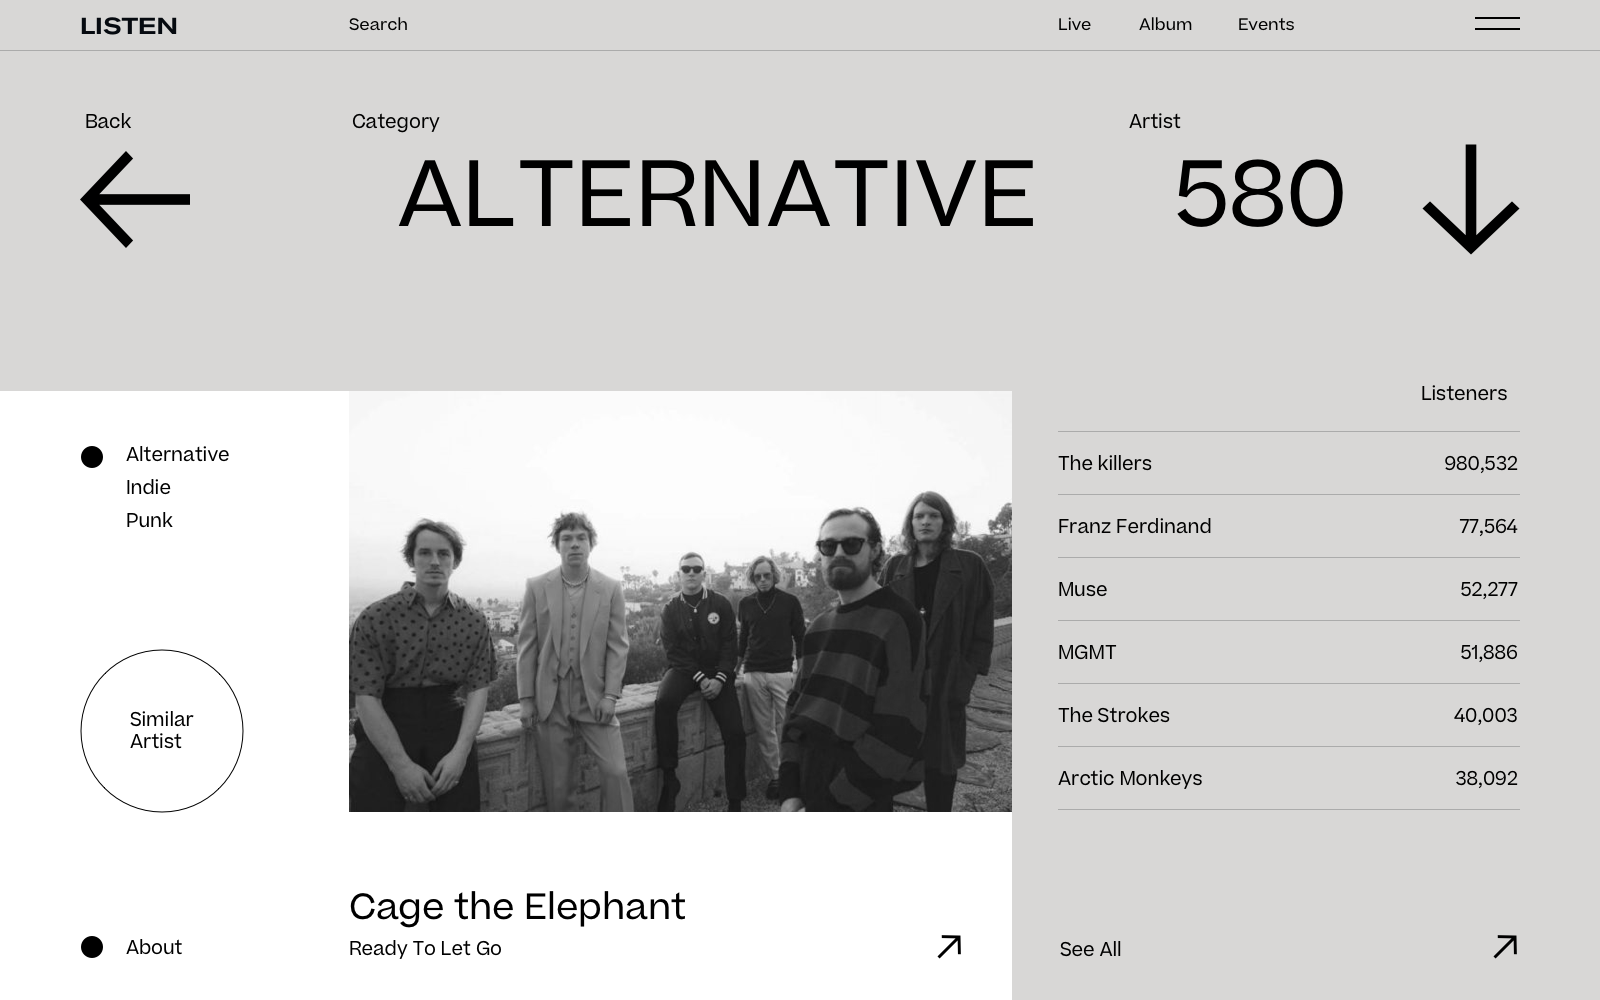 LISTEN
Search
Live
Album
Events
Back
Category
Artist
ALTERNATIVE
580
Listeners
Alternative
Indie
Punk
Similar
Artist
About
Cage the Elephant
Ready To Let Go
The killers 980,532
Franz Ferdinand 77,564
Muse 52,277
MGMT 51,886
The Strokes 40,003
Arctic Monkeys 38,092
See All